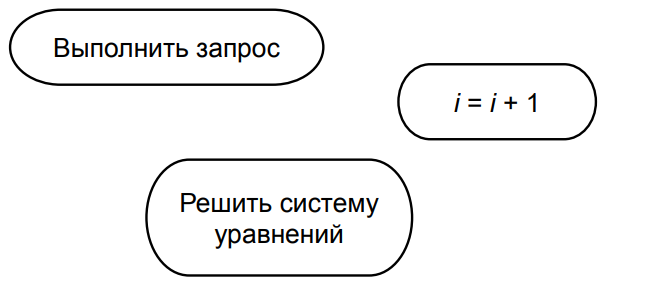 Выполнить запрос
i = i + 1
Решить систему
уравнений